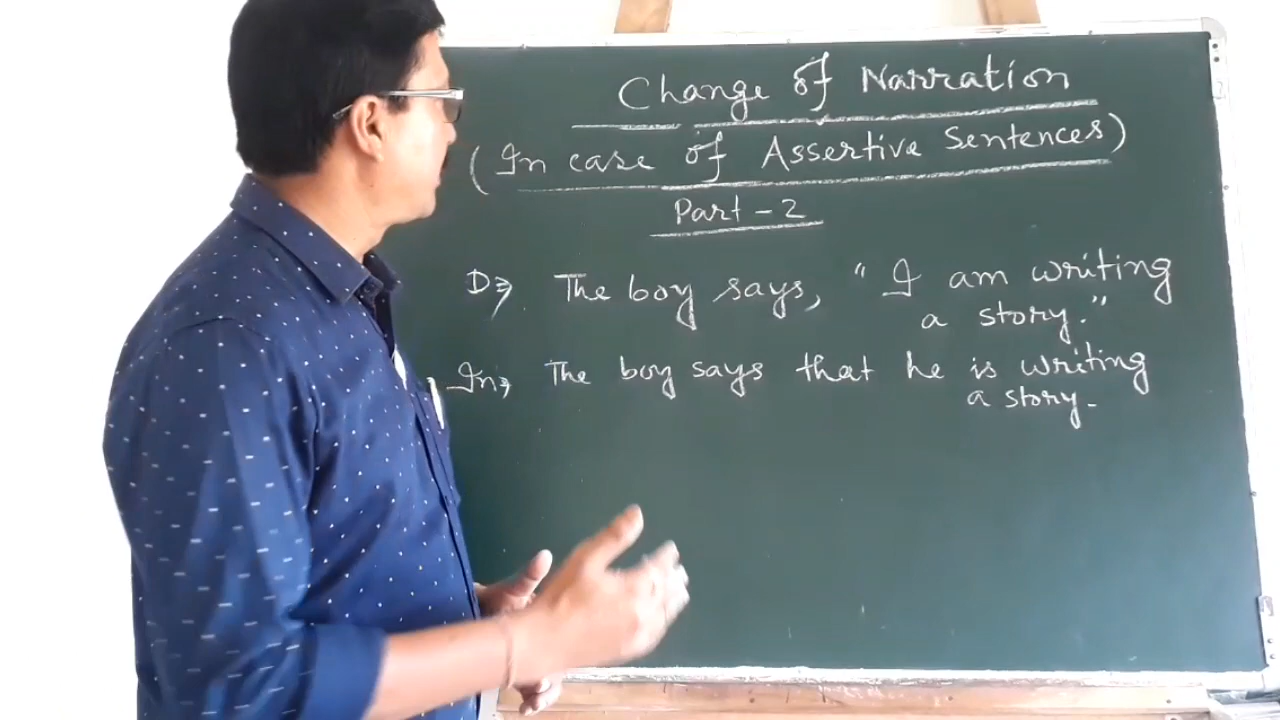 Change of Narration
(In case of Assertive Sentences)
Part-2
D⇒ The boy says, "I am writing
a story."
In⇒ The boy says that he is writing
a story.